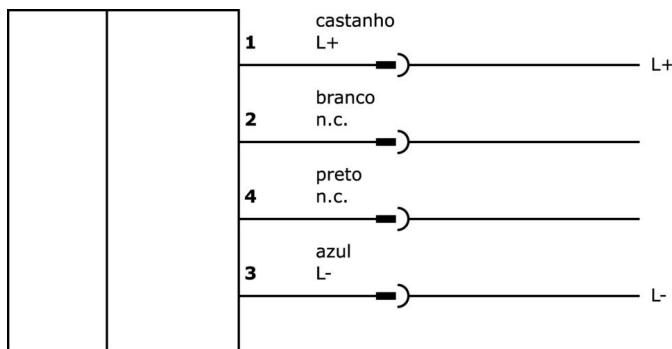 castanho
1 L+
L+
branco
2 n.c.
preto
4 n.c.
azul
3 L-
L-